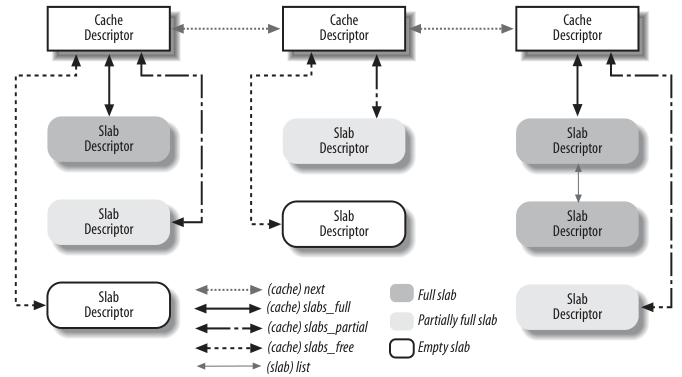 Cache
Descriptor
Cache
Descriptor
Cache
Descriptor
Slab
Descriptor
Slab
Descriptor
Slab
Descriptor
Slab
Descriptor
Slab
Descriptor
Slab
Descriptor
Slab
Descriptor
Slab
Descriptor
(cache) next
(cache) slabs_full
(cache) slabs_partial
(cache) slabs_free
(slab) list
Full slab
Partially full slab
Empty slab